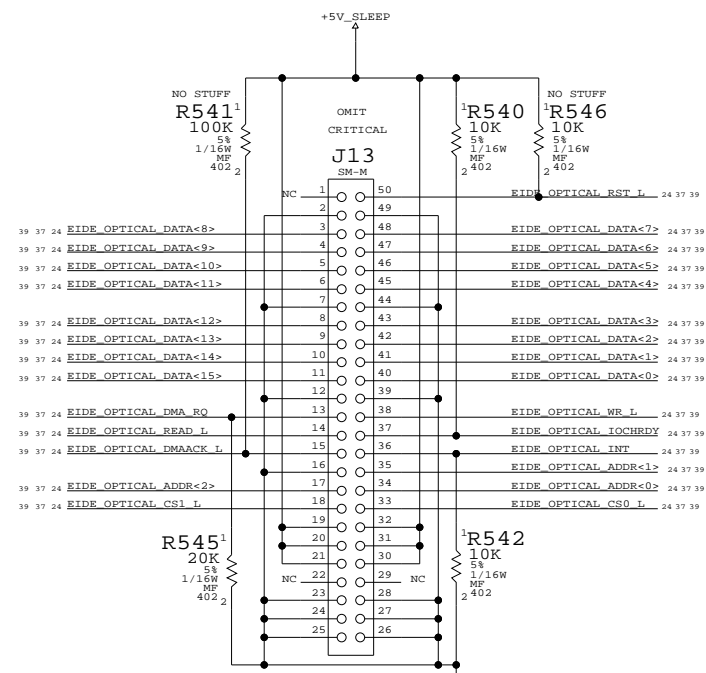 +5V_SLEEP
NO STUFF
R541
1
100K
5%
1/16W
MF
402
2
OMIT
CRITICAL
J13
SM-M
1
R540
10K
5%
1/16W
MF
402
2
NO STUFF
1
R546
10K
5%
1/16W
MF
402
2
NC 1 50 EIDE_OPTICAL_RST_L 24 37 39
2 49
39 37 24 EIDE_OPTICAL_DATA<8> 3 48 EIDE_OPTICAL_DATA<7> 24 37 39
39 37 24 EIDE_OPTICAL_DATA<9> 4 47 EIDE_OPTICAL_DATA<6> 24 37 39
39 37 24 EIDE_OPTICAL_DATA<10> 5 46 EIDE_OPTICAL_DATA<5> 24 37 39
39 37 24 EIDE_OPTICAL_DATA<11> 6 45 EIDE_OPTICAL_DATA<4> 24 37 39
7 44
39 37 24 EIDE_OPTICAL_DATA<12> 8 43 EIDE_OPTICAL_DATA<3> 24 37 39
39 37 24 EIDE_OPTICAL_DATA<13> 9 42 EIDE_OPTICAL_DATA<2> 24 37 39
39 37 24 EIDE_OPTICAL_DATA<14> 10 41 EIDE_OPTICAL_DATA<1> 24 37 39
39 37 24 EIDE_OPTICAL_DATA<15> 11 40 EIDE_OPTICAL_DATA<0> 24 37 39
12 39
39 37 24 EIDE_OPTICAL_DMA_RQ 13 38 EIDE_OPTICAL_WR_L 24 37 39
39 37 24 EIDE_OPTICAL_READ_L 14 37 EIDE_OPTICAL_IOCHRDY 24 37 39
39 37 24 EIDE_OPTICAL_DMAACK_L 15 36 EIDE_OPTICAL_INT 24 37 39
16 35 EIDE_OPTICAL_ADDR<1> 24 37 39
39 37 24 EIDE_OPTICAL_ADDR<2> 17 34 EIDE_OPTICAL_ADDR<0> 24 37 39
39 37 24 EIDE_OPTICAL_CS1_L 18 33 EIDE_OPTICAL_CS0_L 24 37 39
19 32
20 31
21 30
NC 22 29 NC
23 28
24 27
25 26
R545
1
20K
5%
1/16W
MF
402
2
1
R542
10K
5%
1/16W
MF
402
2